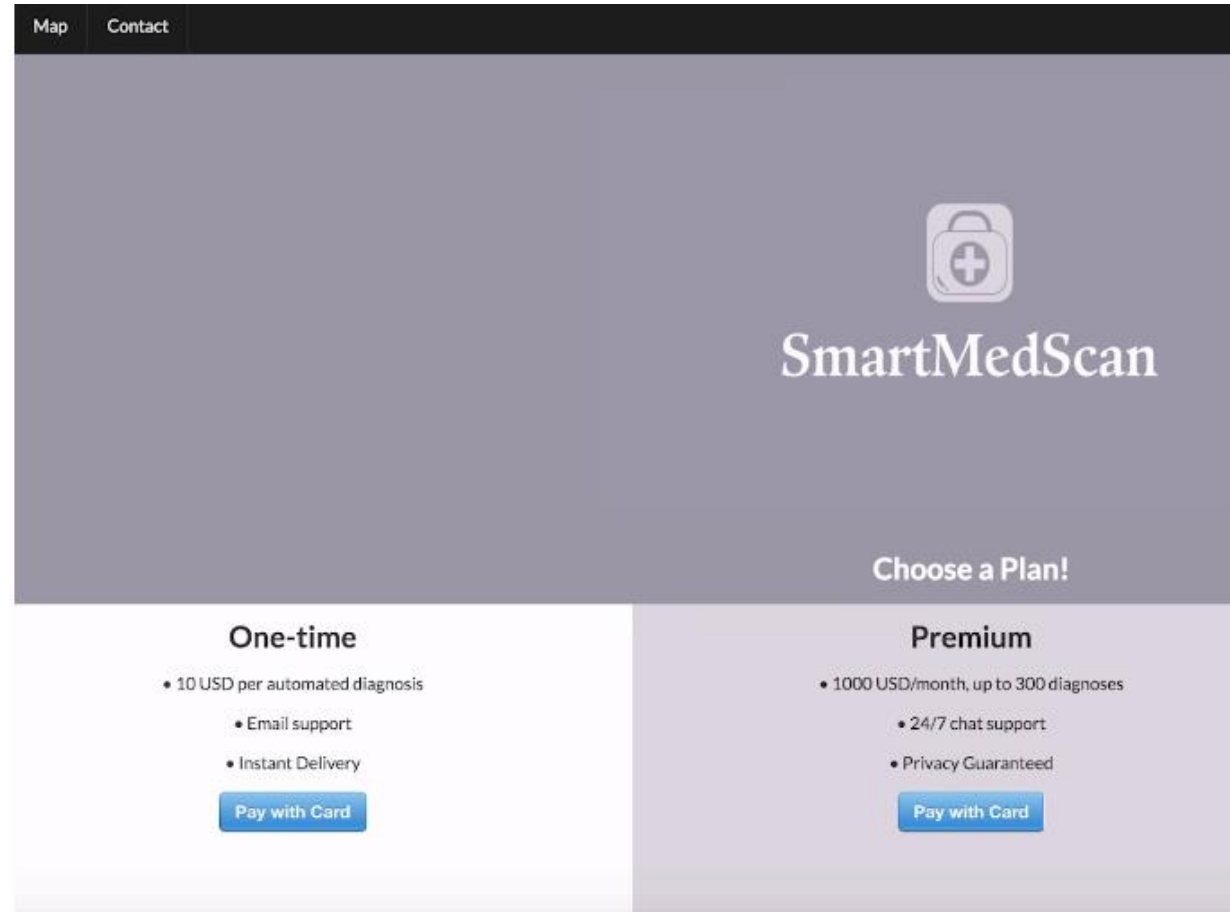 Map Contact
SmartMedScan
Choose a Plan!
One-time
• 10 USD per automated diagnosis
• Email support
• Instant Delivery
Pay with Card
Premium
• 1000 USD/month, up to 300 diagnoses
• 24/7 chat support
• Privacy Guaranteed
Pay with Card